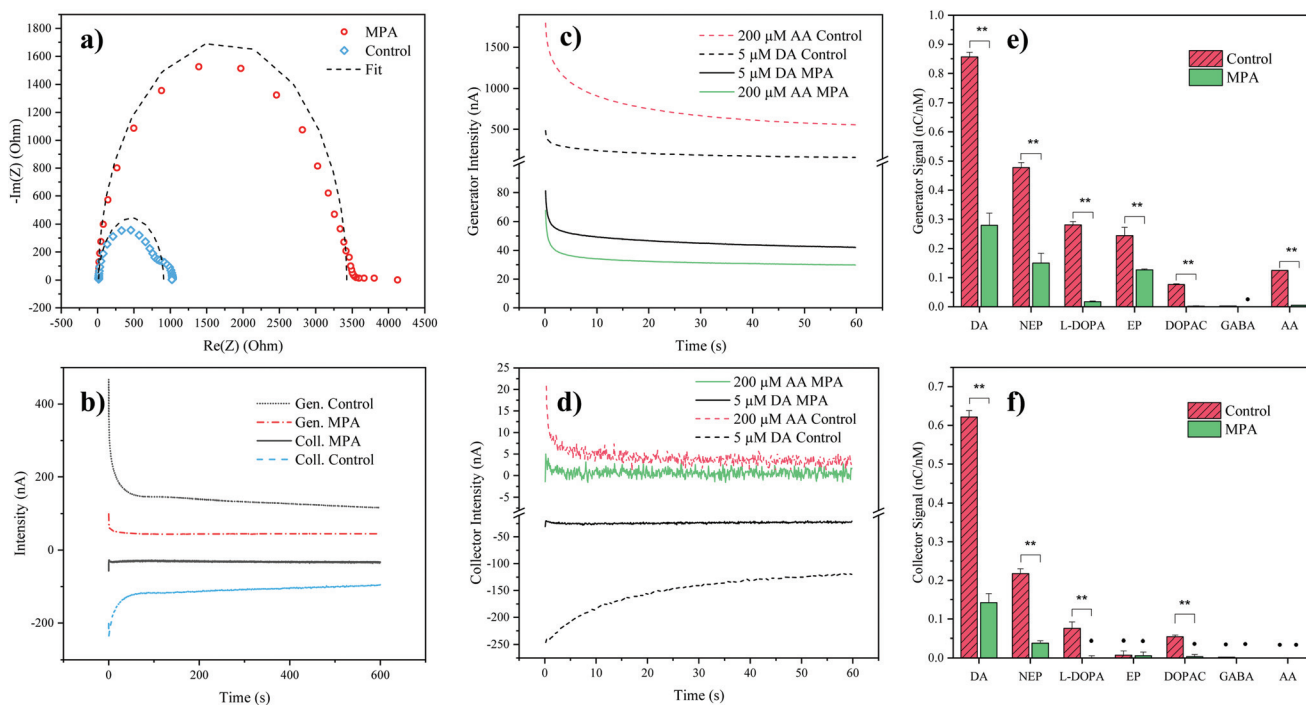 a)
MPA
Control
Fit
1800
1600
1400
1200
1000
800
600
400
200
0
-200
-Im(Z) (Ohm)
-500 0 500 1000 1500 2000 2500 3000 3500 4000 4500
Re(Z) (Ohm)
b)
Gen. Control
Gen. MPA
Coll. MPA
Coll. Control
400
200
0
-200
Intensity (nA)
0 200 400 600
Time (s)
c)
200 μM AA Control
5 μM DA Control
5 μM DA MPA
200 μM AA MPA
1500
1000
500
80
60
40
20
0
Generator Intensity (nA)
0 10 20 30 40 50 60
Time (s)
d)
200 μM AA MPA
5 μM DA MPA
200 μM AA Control
5 μM DA Control
25
20
15
10
5
0
-5
-50
-100
-150
-200
-250
Collector Intensity (nA)
0 10 20 30 40 50 60
Time (s)
e)
Control
MPA
1.0
0.9
0.8
0.7
0.6
0.5
0.4
0.3
0.2
0.1
0.0
Generator Signal (nC/nM)
** ** ** ** ** • **
DA NEP L-DOPA EP DOPAC GABA AA
f)
Control
MPA
0.7
0.6
0.5
0.4
0.3
0.2
0.1
0.0
Collector Signal (nC/nM)
** ** ** • • • ** • • • • •
DA NEP L-DOPA EP DOPAC GABA AA